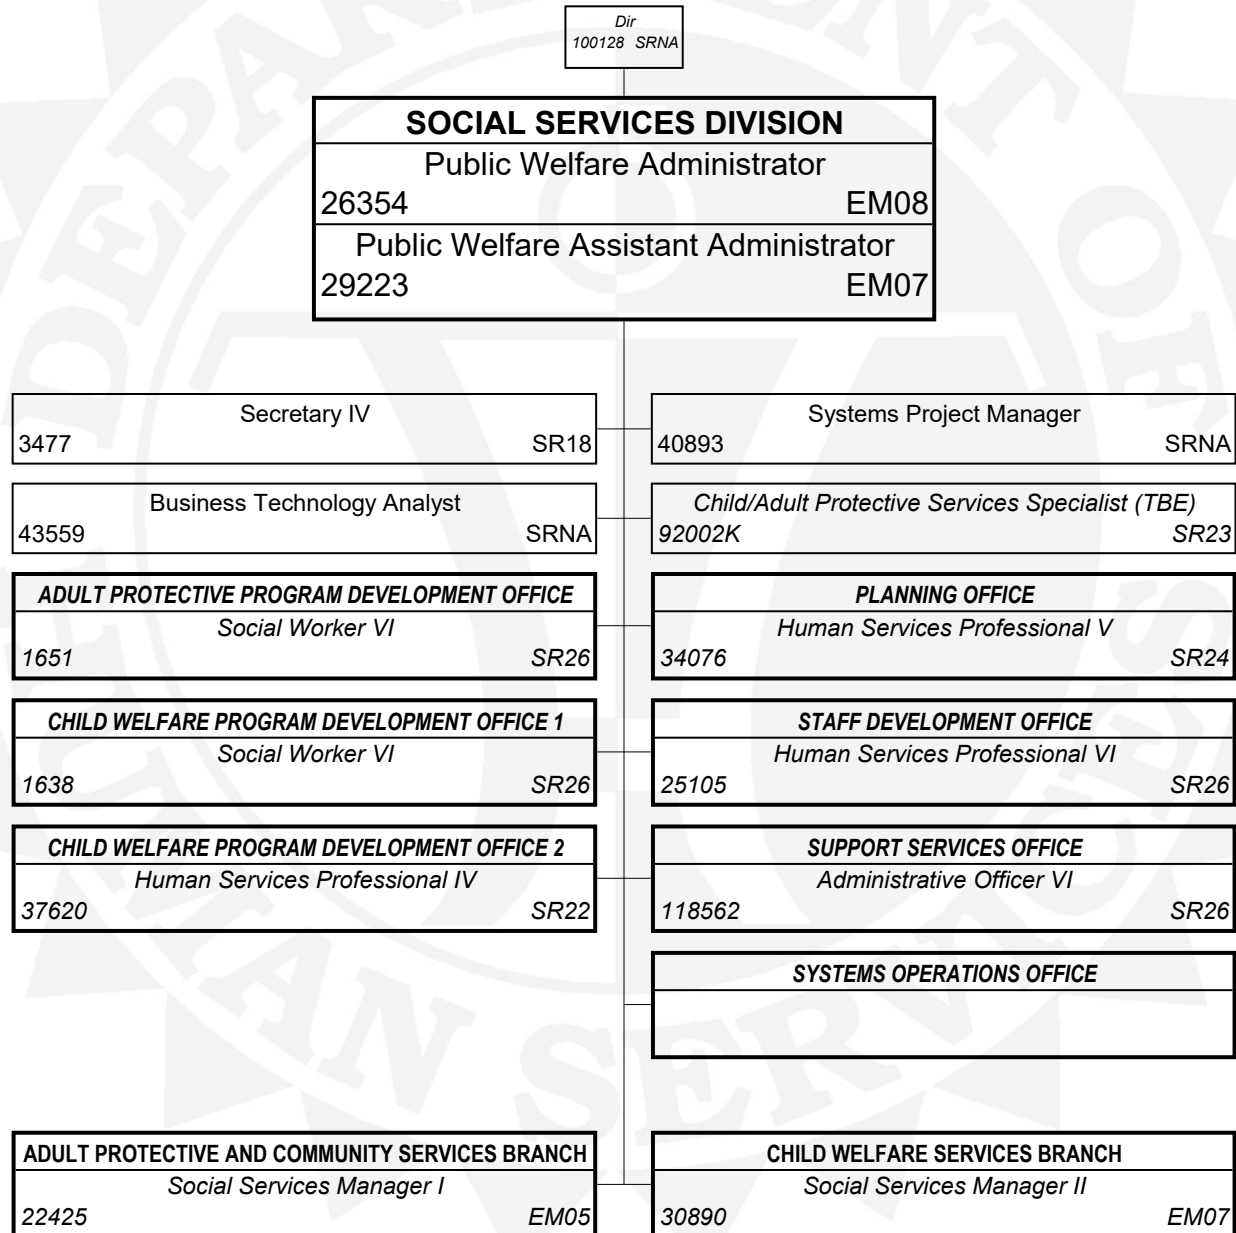 Dir
100128 SRNA
SOCIAL SERVICES DIVISION
Public Welfare Administrator
26354 EM08
Public Welfare Assistant Administrator
29223 EM07
Secretary IV
3477 SR18
Systems Project Manager
40893 SRNA
Business Technology Analyst
43559 SRNA
Child/Adult Protective Services Specialist (TBE)
92002K SR23
ADULT PROTECTIVE PROGRAM DEVELOPMENT OFFICE
Social Worker VI
1651 SR26
PLANNING OFFICE
Human Services Professional V
34076 SR24
CHILD WELFARE PROGRAM DEVELOPMENT OFFICE 1
Social Worker VI
1638 SR26
STAFF DEVELOPMENT OFFICE
Human Services Professional VI
25105 SR26
CHILD WELFARE PROGRAM DEVELOPMENT OFFICE 2
Human Services Professional IV
37620 SR22
SUPPORT SERVICES OFFICE
Administrative Officer VI
118562 SR26
SYSTEMS OPERATIONS OFFICE
ADULT PROTECTIVE AND COMMUNITY SERVICES BRANCH
Social Services Manager I
22425 EM05
CHILD WELFARE SERVICES BRANCH
Social Services Manager II
30890 EM07
DEPARTMENT OF
HUMAN SERVICES